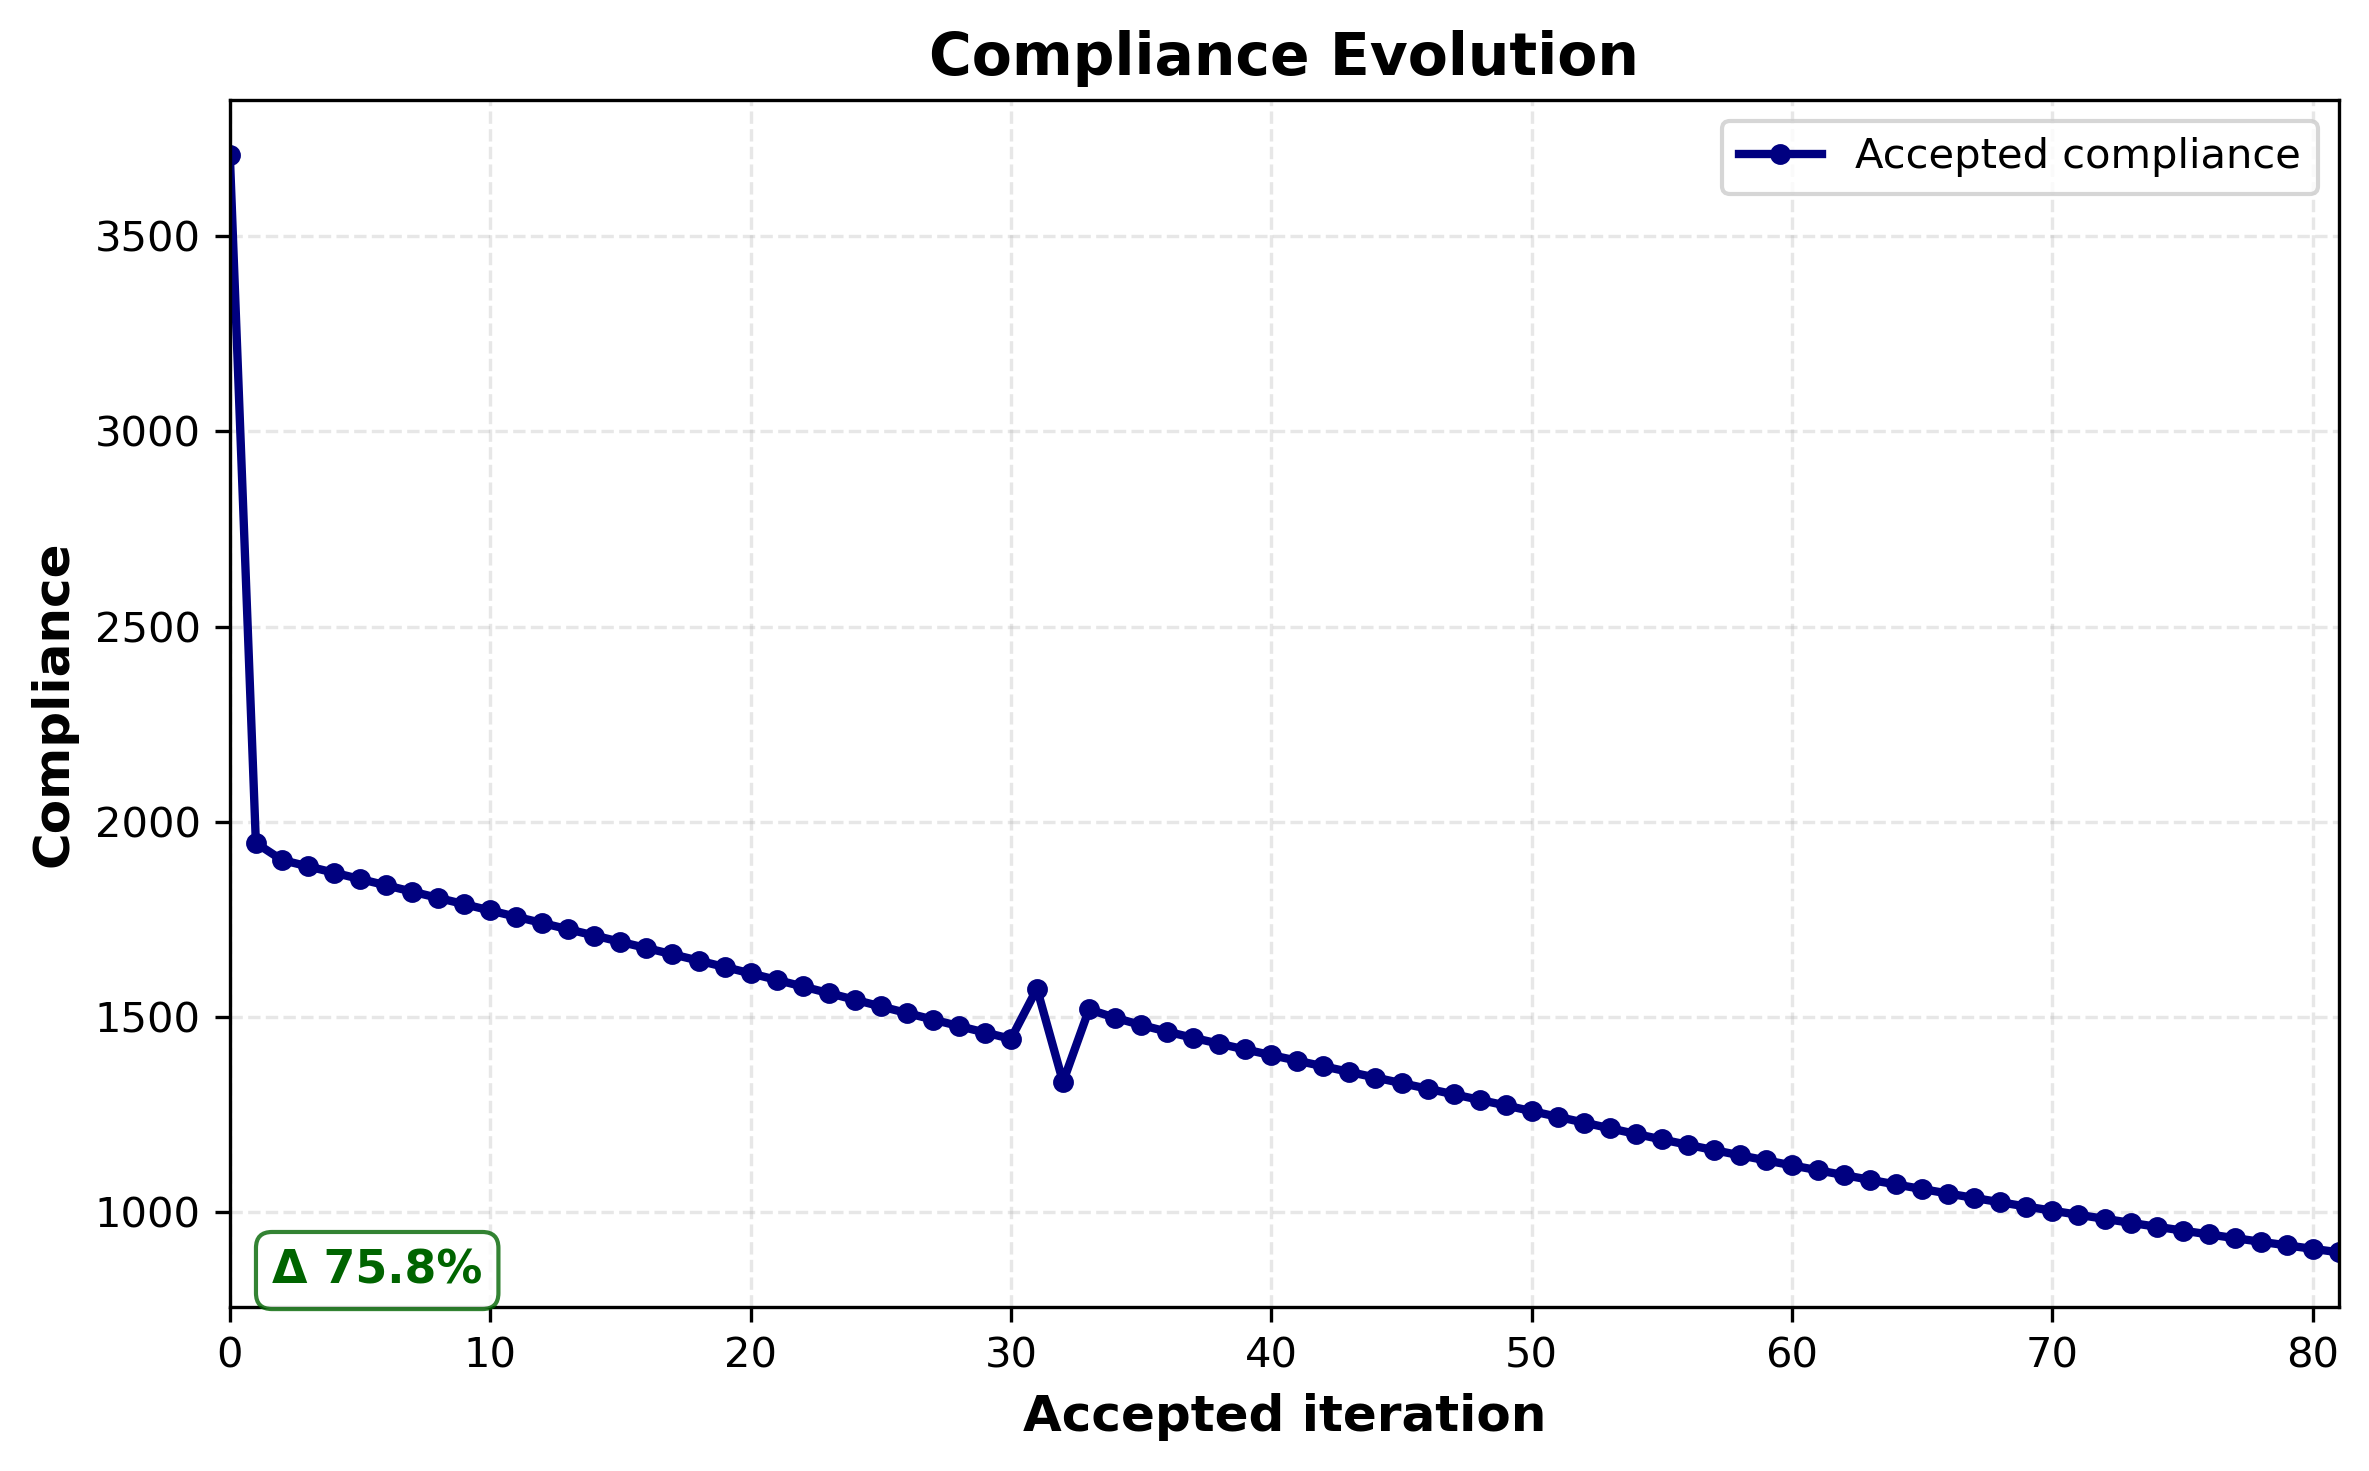 Compliance Evolution
Accepted compliance
3500
3000
2500
2000
1500
1000
Compliance
Δ 75.8%
0 10 20 30 40 50 60 70 80
Accepted iteration